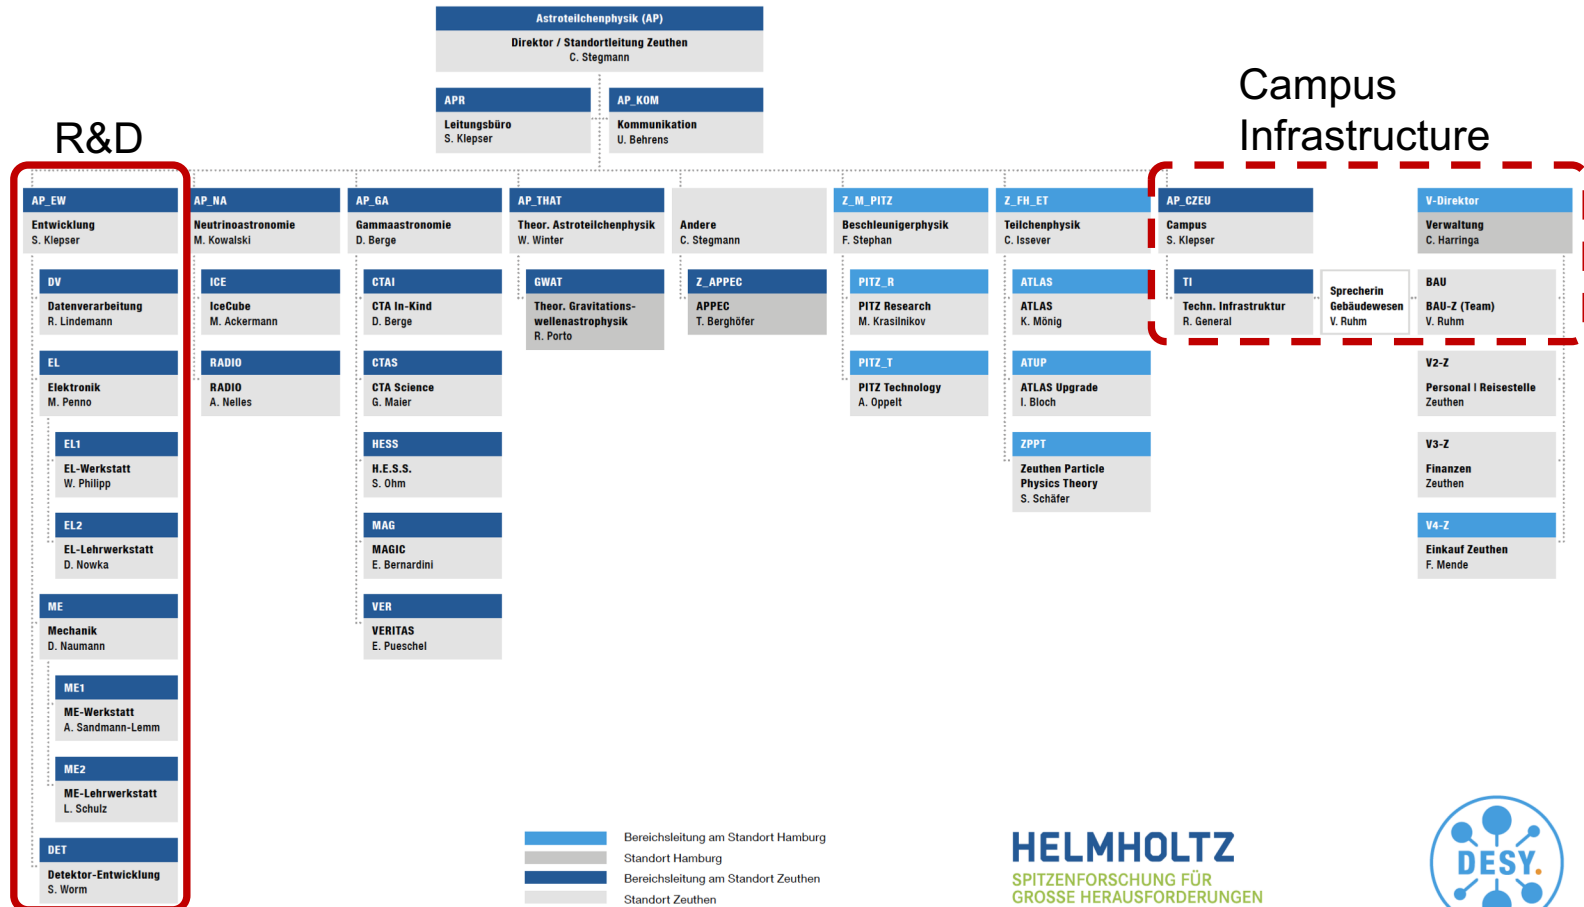 Astroteilchenphysik (AP)
Direktor / Standortleitung Zeuthen
C. Stegmann
APR
Leitungsbüro
S. Klepser
AP_KOM
Kommunikation
U. Behrens
R&D
Campus
Infrastructure
AP_EW
Entwicklung
S. Klepser
DV
Datenverarbeitung
R. Lindemann
EL
Elektronik
M. Penno
EL1
EL-Werkstatt
W. Philipp
EL2
EL-Lehrwerkstatt
D. Nowka
ME
Mechanik
D. Naumann
ME1
ME-Werkstatt
A. Sandmann-Lemm
ME2
ME-Lehrwerkstatt
L. Schulz
DET
Detektor-Entwicklung
S. Worm
AP_NA
Neutrinoastronomie
M. Kowalski
ICE
IceCube
M. Ackermann
RADIO
RADIO
A. Nelles
AP_GA
Gammaastronomie
D. Berge
CTAI
CTA In-Kind
D. Berge
CTAS
CTA Science
G. Maier
HESS
H.E.S.S.
S. Ohm
MAG
MAGIC
E. Bernardini
VER
VERITAS
E. Pueschel
AP_THAT
Theor. Astroteilchenphysik
W. Winter
GWAT
Theor. Gravitations-
wellenastrophysik
R. Porto
Andere
C. Stegmann
Z_APPEC
APPEC
T. Berghöfer
Z_M_PITZ
Beschleunigerphysik
F. Stephan
PITZ_R
PITZ Research
M. Krasilnikov
PITZ_T
PITZ Technology
A. Oppelt
Z_FH_ET
Teilchenphysik
C. Issever
ATLAS
ATLAS
K. Mönig
ATUP
ATLAS Upgrade
I. Bloch
ZPPT
Zeuthen Particle
Physics Theory
S. Schäfer
AP_CZEU
Campus
S. Klepser
TI
Techn. Infrastruktur
R. General
Sprecherin
Gebäudewesen
V. Ruhm
V-Direktor
Verwaltung
C. Harringa
BAU
BAU-Z (Team)
V. Ruhm
V2-Z
Personal | Reisestelle
Zeuthen
V3-Z
Finanzen
Zeuthen
V4-Z
Einkauf Zeuthen
F. Mende
Bereichsleitung am Standort Hamburg
Standort Hamburg
Bereichsleitung am Standort Zeuthen
Standort Zeuthen
HELMHOLTZ
SPITZENFORSCHUNG FÜR
GROSSE HERAUSFORDERUNGEN
DESY.